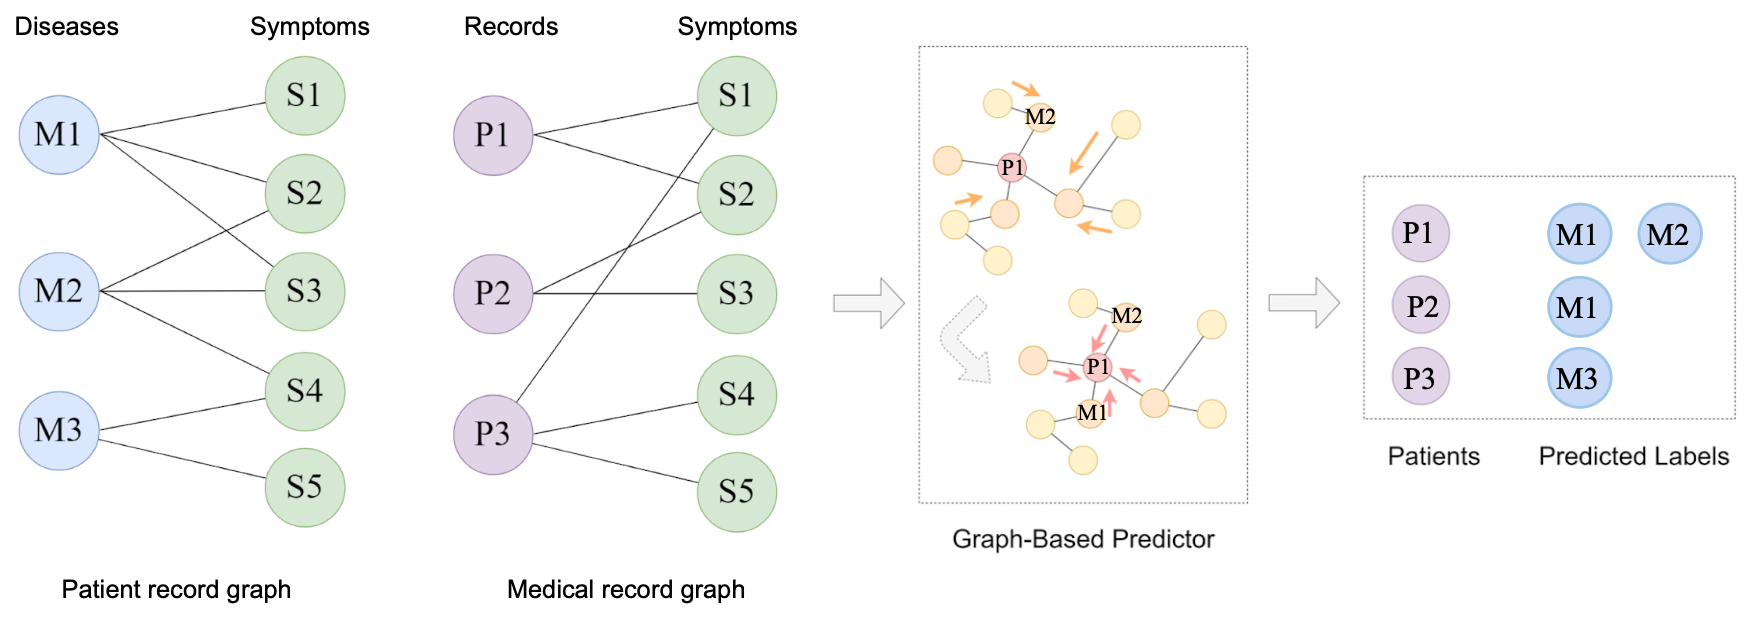 Diseases
Symptoms
M1
M2
M3
S1
S2
S3
S4
S5
Patient record graph
Records
Symptoms
P1
P2
P3
S1
S2
S3
S4
S5
Medical record graph
M2
P1
M2
P1
M1
Graph-Based Predictor
P1 M1 M2
P2 M1
P3 M3
Patients
Predicted Labels